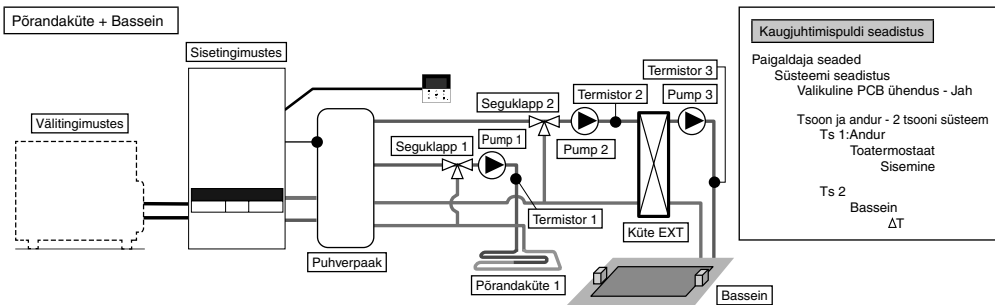 Põrandaküte + Bassein
Sisetingimustes
Välitingimustes
Puhverpaak
Seguklapp 1
Pump 1
Seguklapp 2
Termistor 2
Pump 2
Termistor 3
Pump 3
Termistor 1
Küte EXT
Põrandaküte 1
Bassein
Kaugjuhtimispuldi seadistus
Paigaldaja seaded
Süsteemi seadistus
Valikuline PCB ühendus - Jah
Tsoon ja andur - 2 tsooni süsteem
Ts 1:Andur
Toatermostaat
Sisemine
Ts 2
Bassein
ΔT